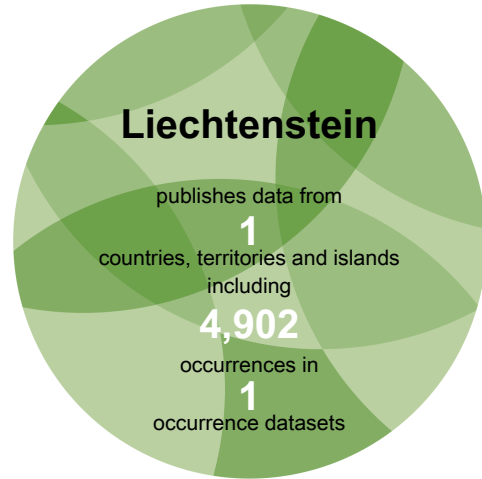 Liechtenstein
publishes data from
1
countries, territories and islands
including
4,902
occurrences in
1
occurrence datasets